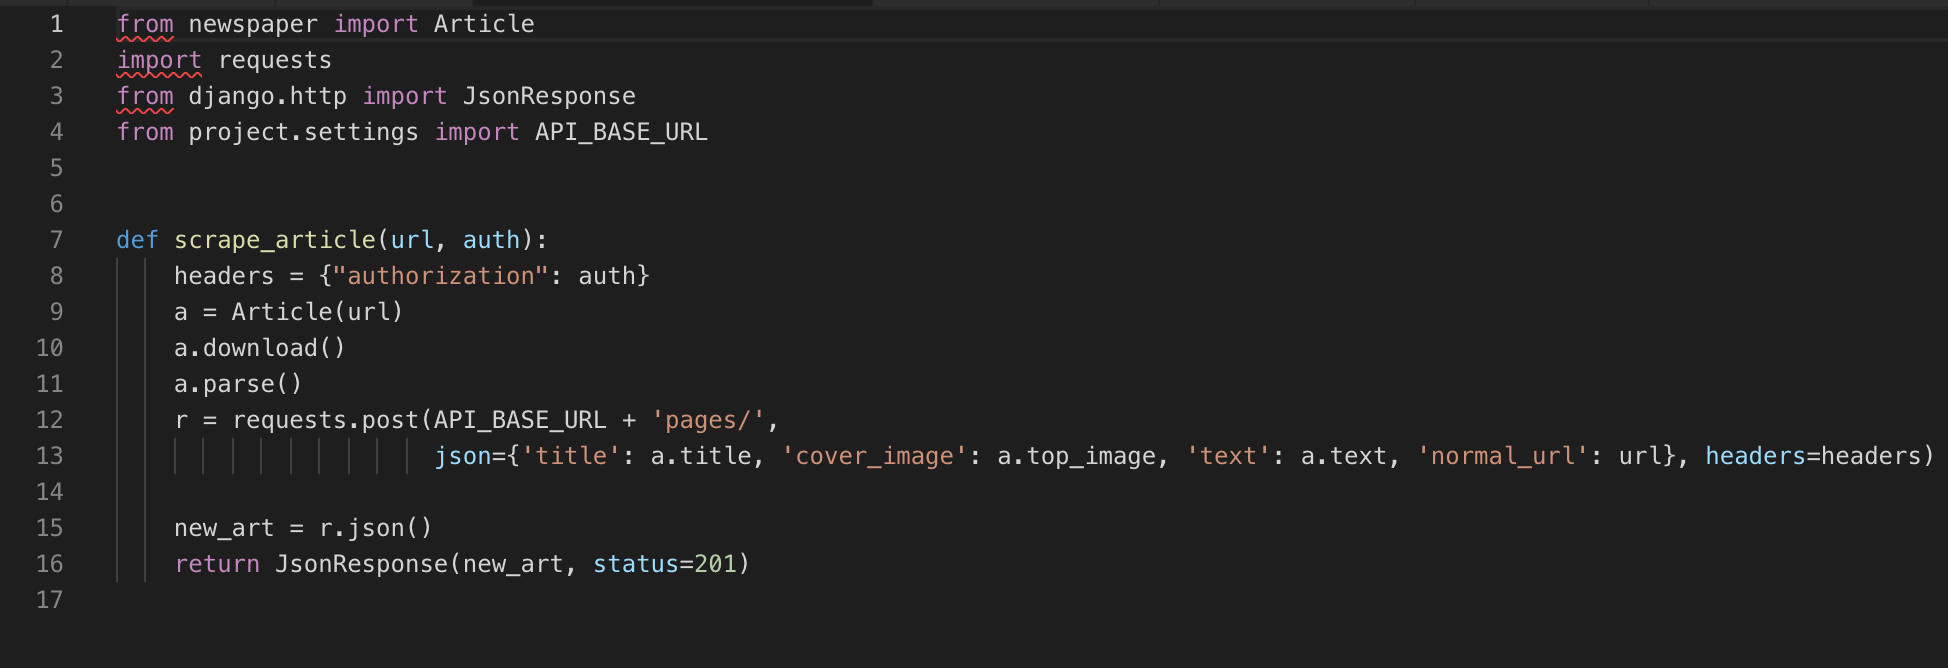 1 from newspaper import Article
2 import requests
3 from django.http import JsonResponse
4 from project.settings import API_BASE_URL
5
6
7 def scrape_article(url, auth):
8     headers = {"authorization": auth}
9     a = Article(url)
10     a.download()
11     a.parse()
12     r = requests.post(API_BASE_URL + 'pages/',
13                       json={'title': a.title, 'cover_image': a.top_image, 'text': a.text, 'normal_url': url}, headers=headers)
14
15     new_art = r.json()
16     return JsonResponse(new_art, status=201)
17